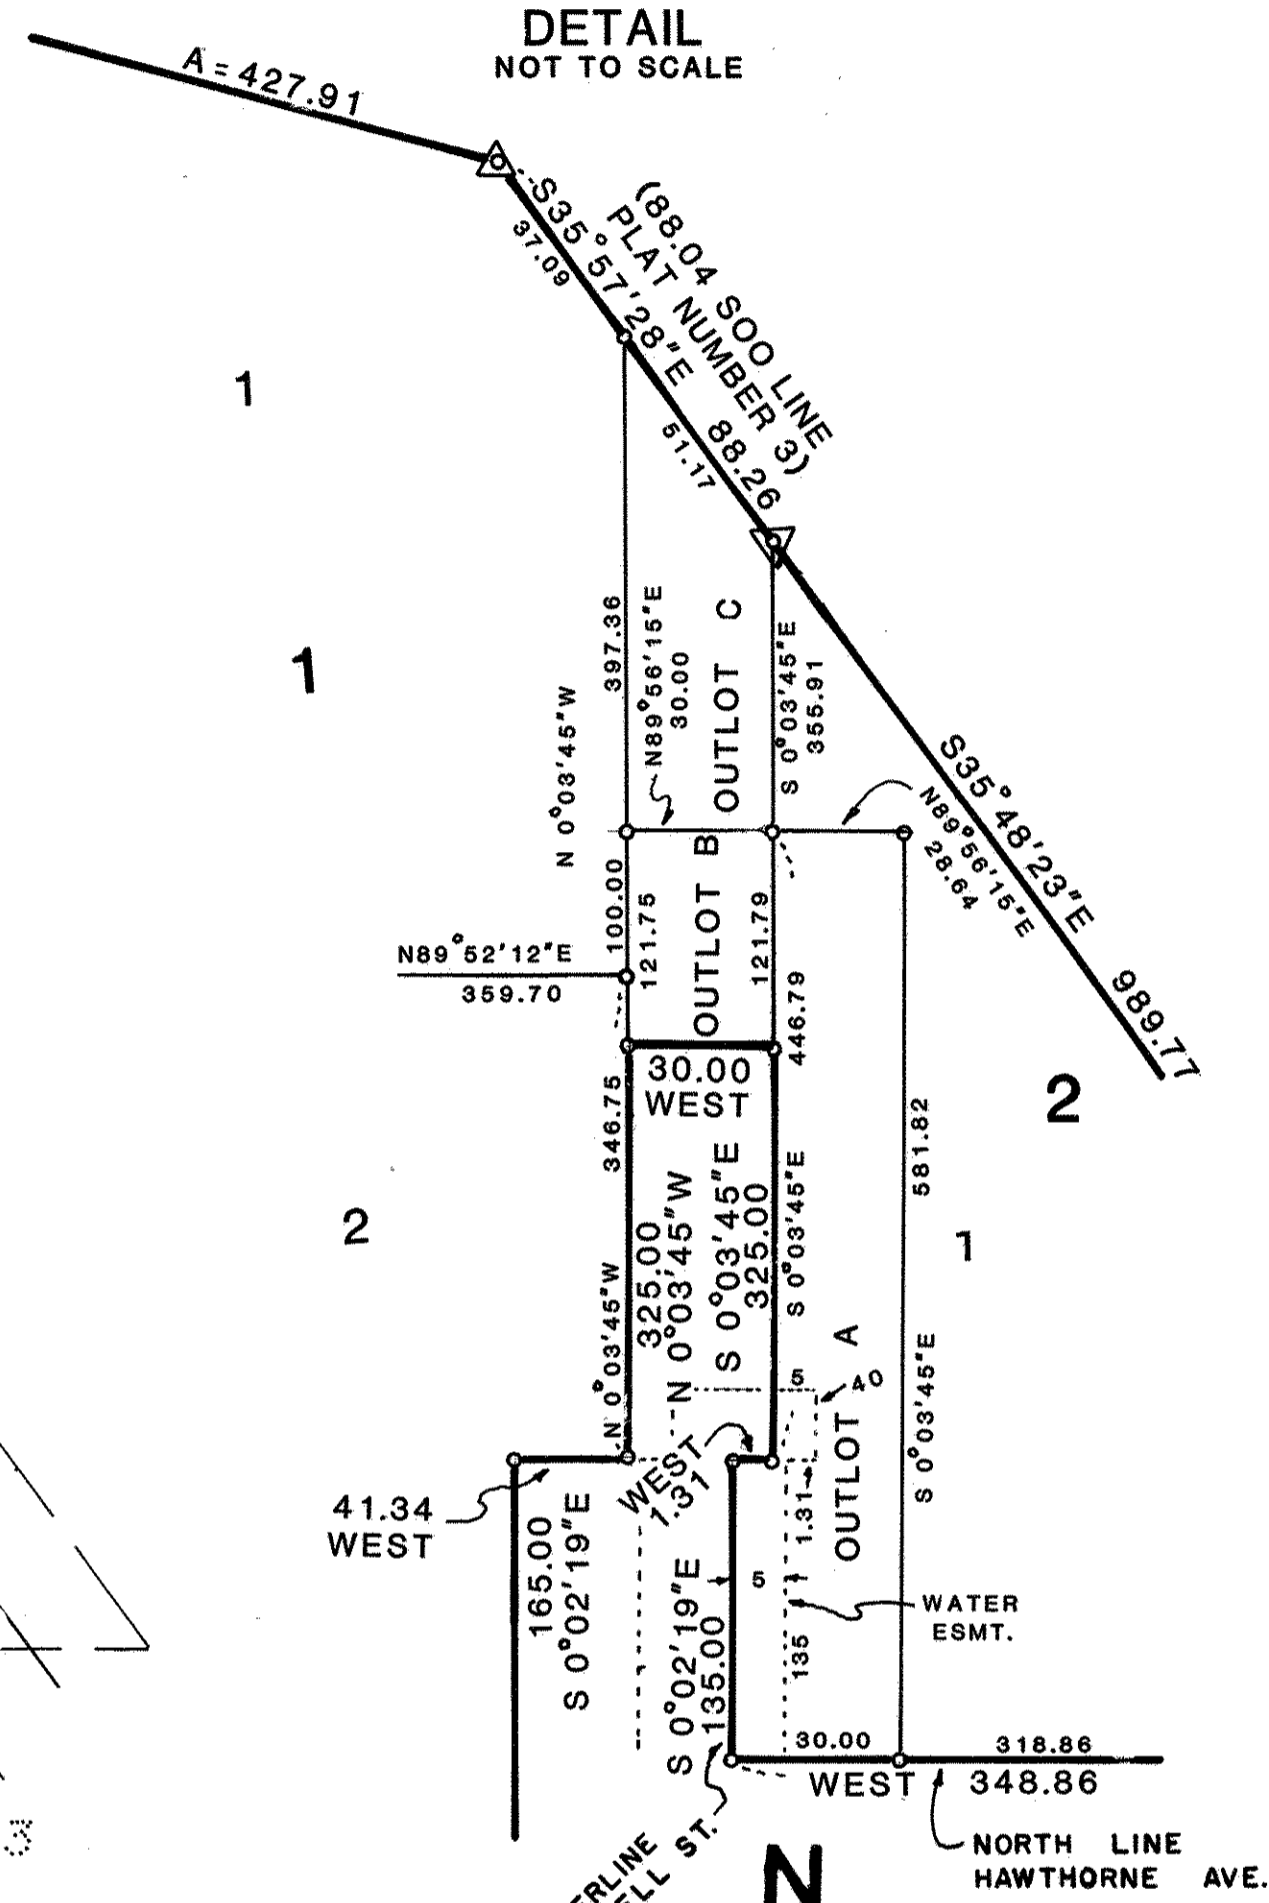 DETAIL
NOT TO SCALE
A = 427.91
S35°57'28"E
37.09
(88.04 SOO LINE
PLAT NUMBER 3)
88.26
51.17
1
1
397.36
N89°56'15"E
30.00
OUTLOT C
S 0°03'45"E
355.91
N 0°03'45"W
S35°48'23"E
989.77
N89°56'15"E
28.64
100.00
121.75
OUTLOT B
121.79
446.79
N89°52'12"E
359.70
30.00
WEST
2
346.75
581.82
N 0°03'45"W
325.00
N 0°03'45"W
S 0°03'45"E
325.00
S 0°03'45"E
2
1
5
40
OUTLOT A
S 0°03'45"E
WEST
1.31
41.34
WEST
165.00
S 0°02'19"E
1.31
5
1
WATER
ESMT.
S 0°02'19"E
135.00
135
30.00
318.86
WEST
348.86
3
ERLINE
ELL ST.
N
NORTH LINE
HAWTHORNE AVE.